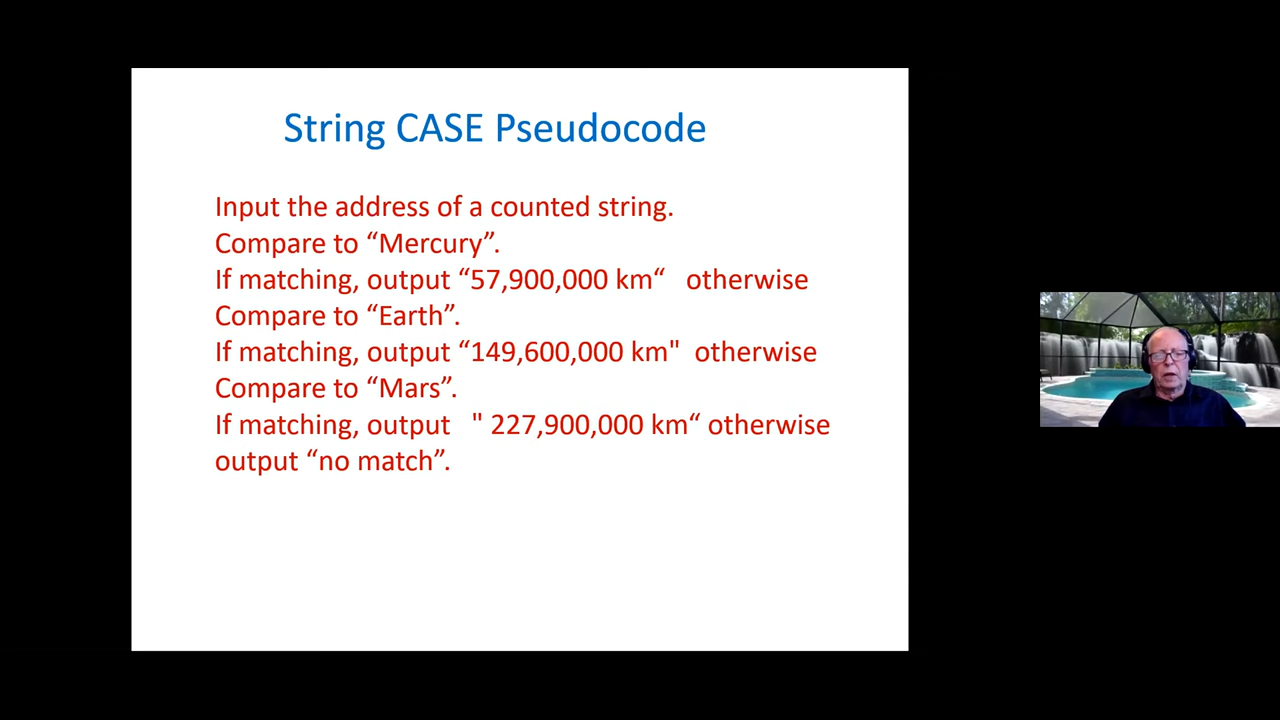 String CASE Pseudocode
Input the address of a counted string.
Compare to “Mercury”.
If matching, output “57,900,000 km“ otherwise
Compare to “Earth”.
If matching, output “149,600,000 km" otherwise
Compare to “Mars”.
If matching, output " 227,900,000 km“ otherwise
output “no match”.